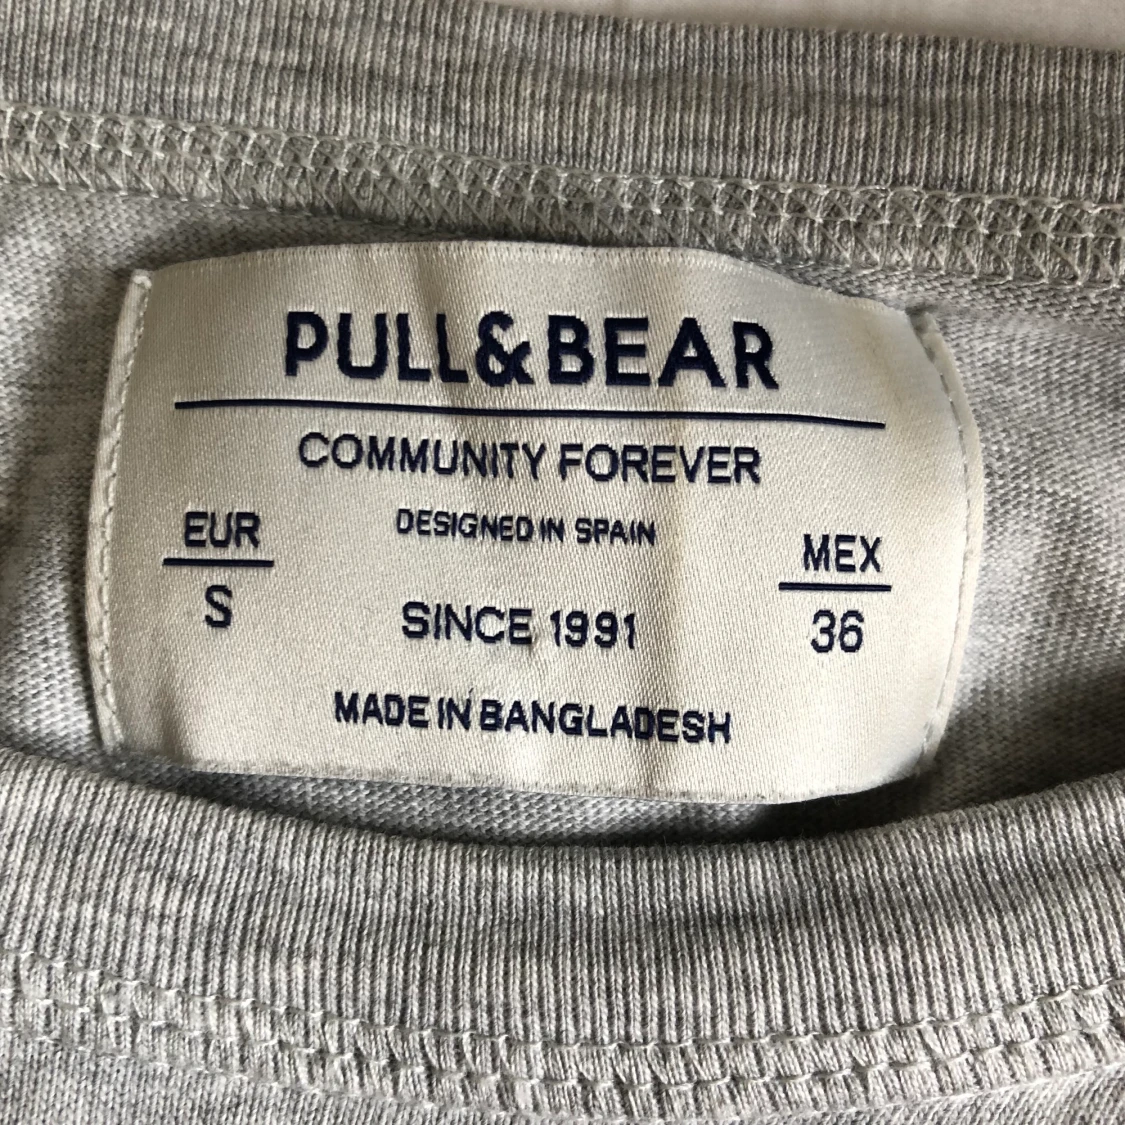 PULL&BEAR
COMMUNITY FOREVER
DESIGNED IN SPAIN
EUR
S
MEX
36
SINCE 1991
MADE IN BANGLADESH